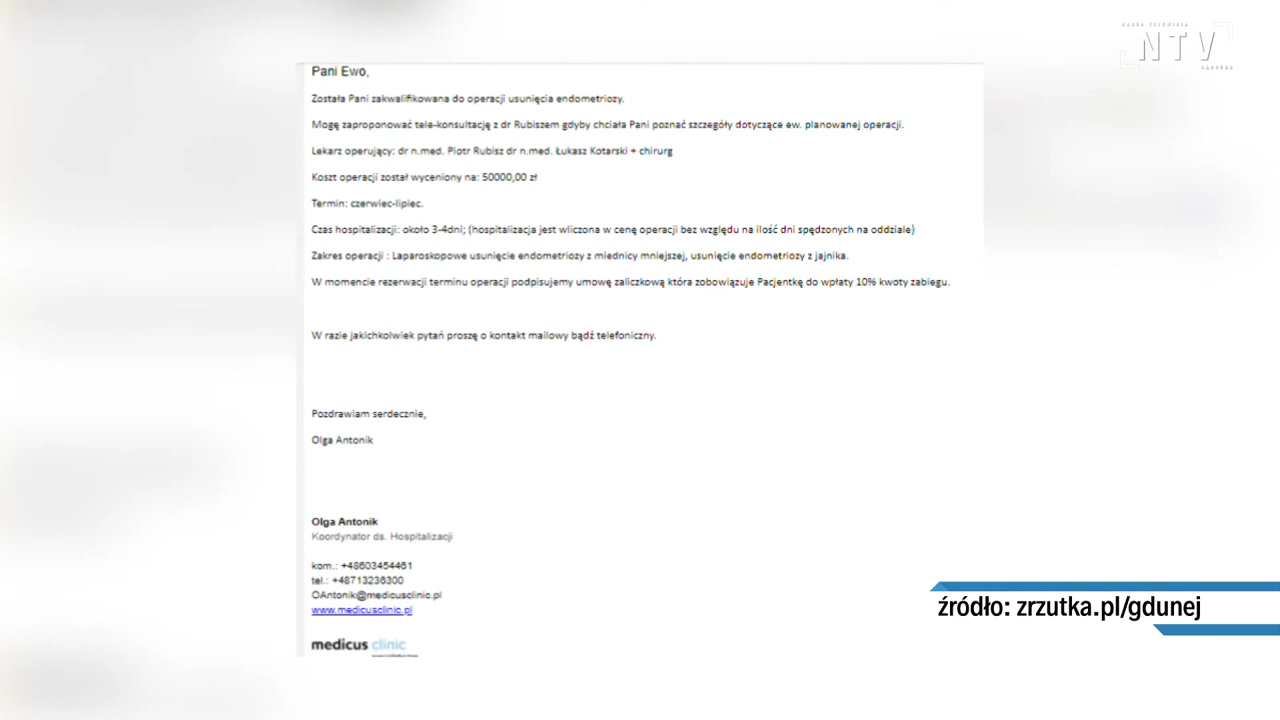 NTV
Pani Ewo,
Została Pani zakwalifikowana do operacji usunięcia endometriozy.
Mogę zaproponować tele-konsultację z dr Rubiszem gdyby chciała Pani poznać szczegóły dotyczące ew. planowanej operacji.
Lekarz operujący: dr n.med. Piotr Rubisz dr n.med. Łukasz Kotarski + chirurg
Koszt operacji został wyceniony na: 50000,00 zł
Termin: czerwiec-lipiec.
Czas hospitalizacji: około 3-4dni; (hospitalizacja jest wliczona w cenę operacji bez względu na ilość dni spędzonych na oddziale)
Zakres operacji : Laparoskopowe usunięcie endometriozy z miednicy mniejszej, usunięcie endometriozy z jajnika.
W momencie rezerwacji terminu operacji podpisujemy umowę zaliczkową która zobowiązuje Pacjentkę do wpłaty 10% kwoty zabiegu.
W razie jakichkolwiek pytań proszę o kontakt mailowy bądź telefoniczny.
Pozdrawiam serdecznie,
Olga Antonik
Olga Antonik
Koordynator ds. Hospitalizacji
kom.: +48603454461
tel.: +48713236300
OAntonik@medicusclinic.pl
www.medicusclinic.pl
medicus clinic
źródło: zrzutka.pl/gdunej